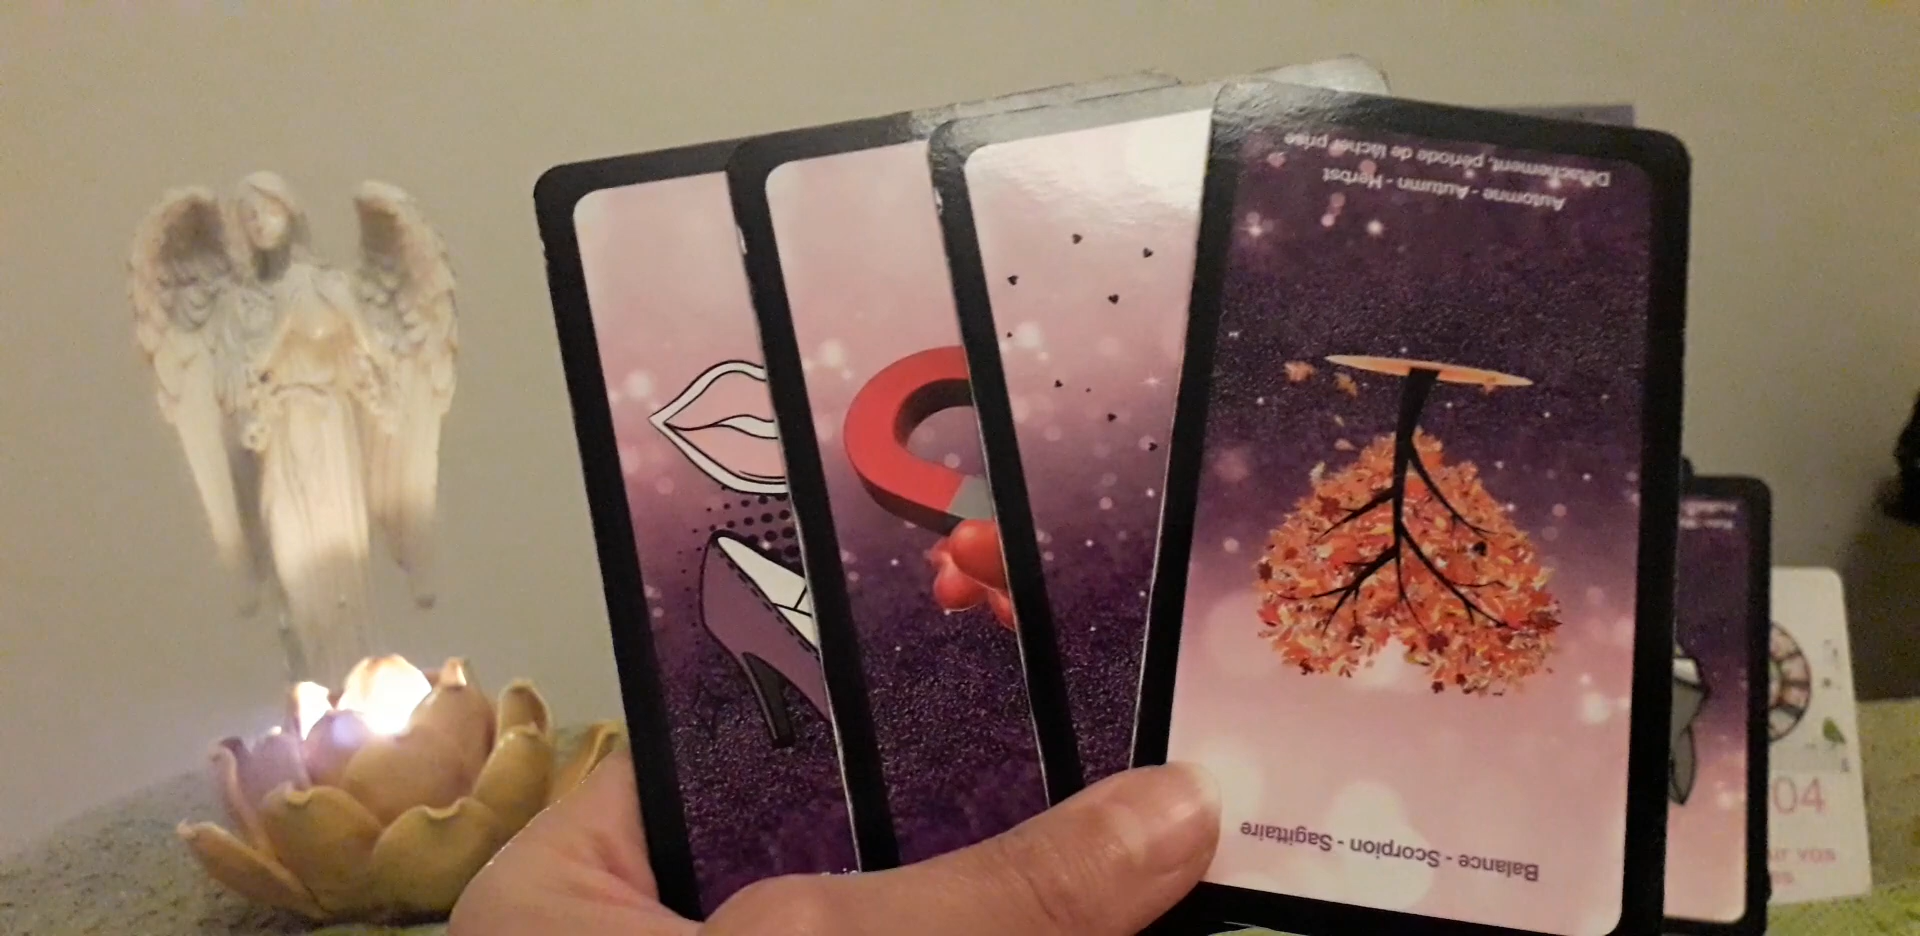 Balance - Scorpion - Sagittaire
Automne - Autumn - Herbst
Détachement, période de lâcher prise
04